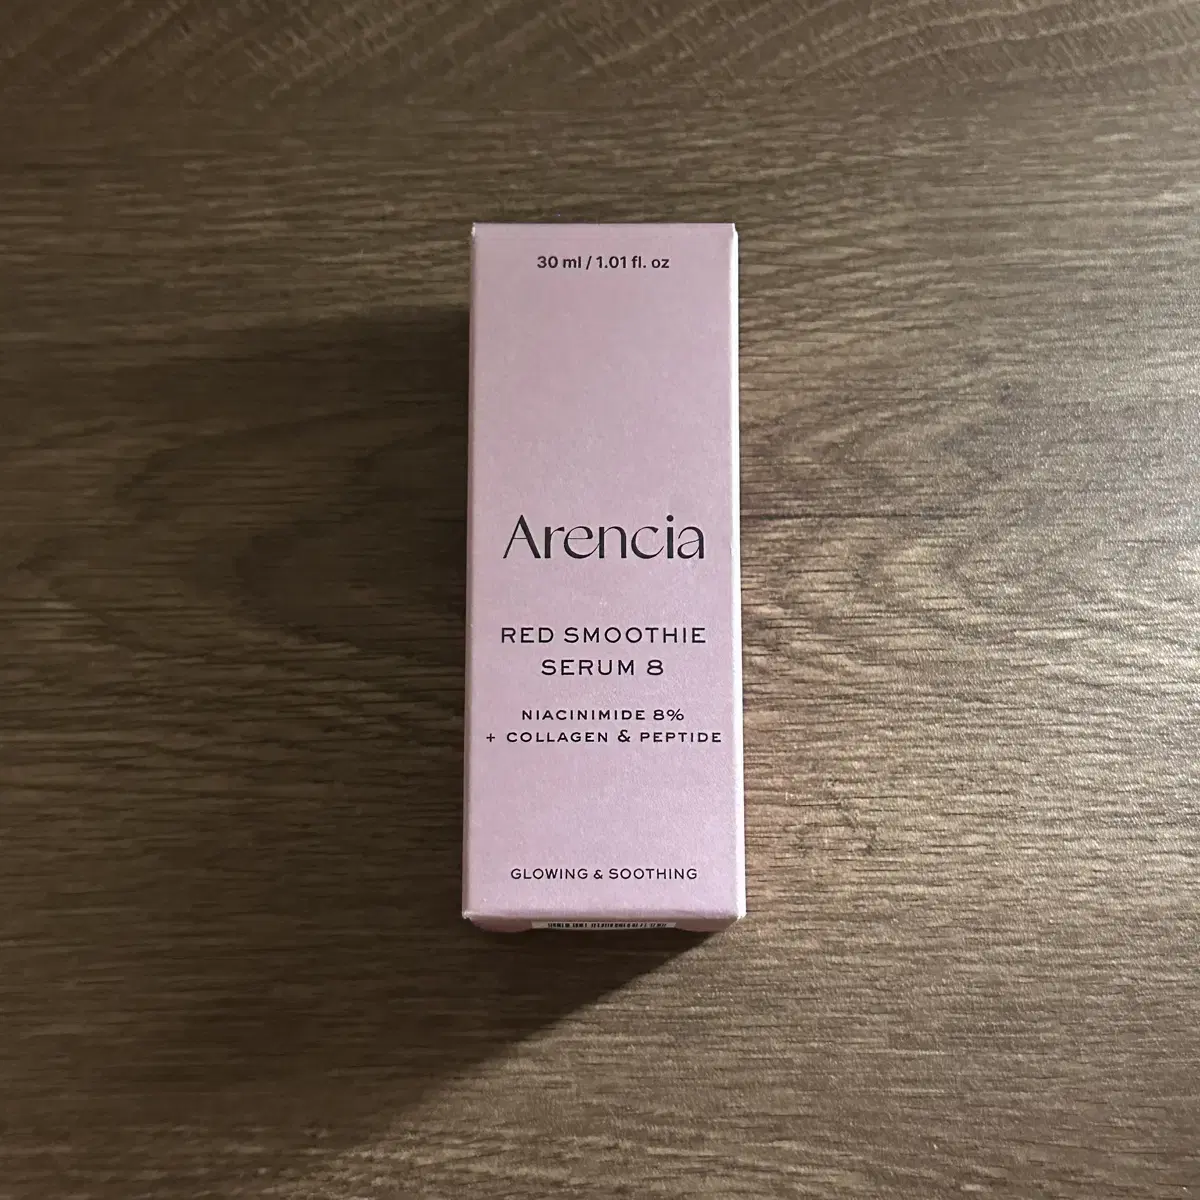 30 ml / 1.01 fl. oz
Arencia
RED SMOOTHIE
SERUM 8
NIACINIMIDE 8%
+ COLLAGEN & PEPTIDE
GLOWING & SOOTHING